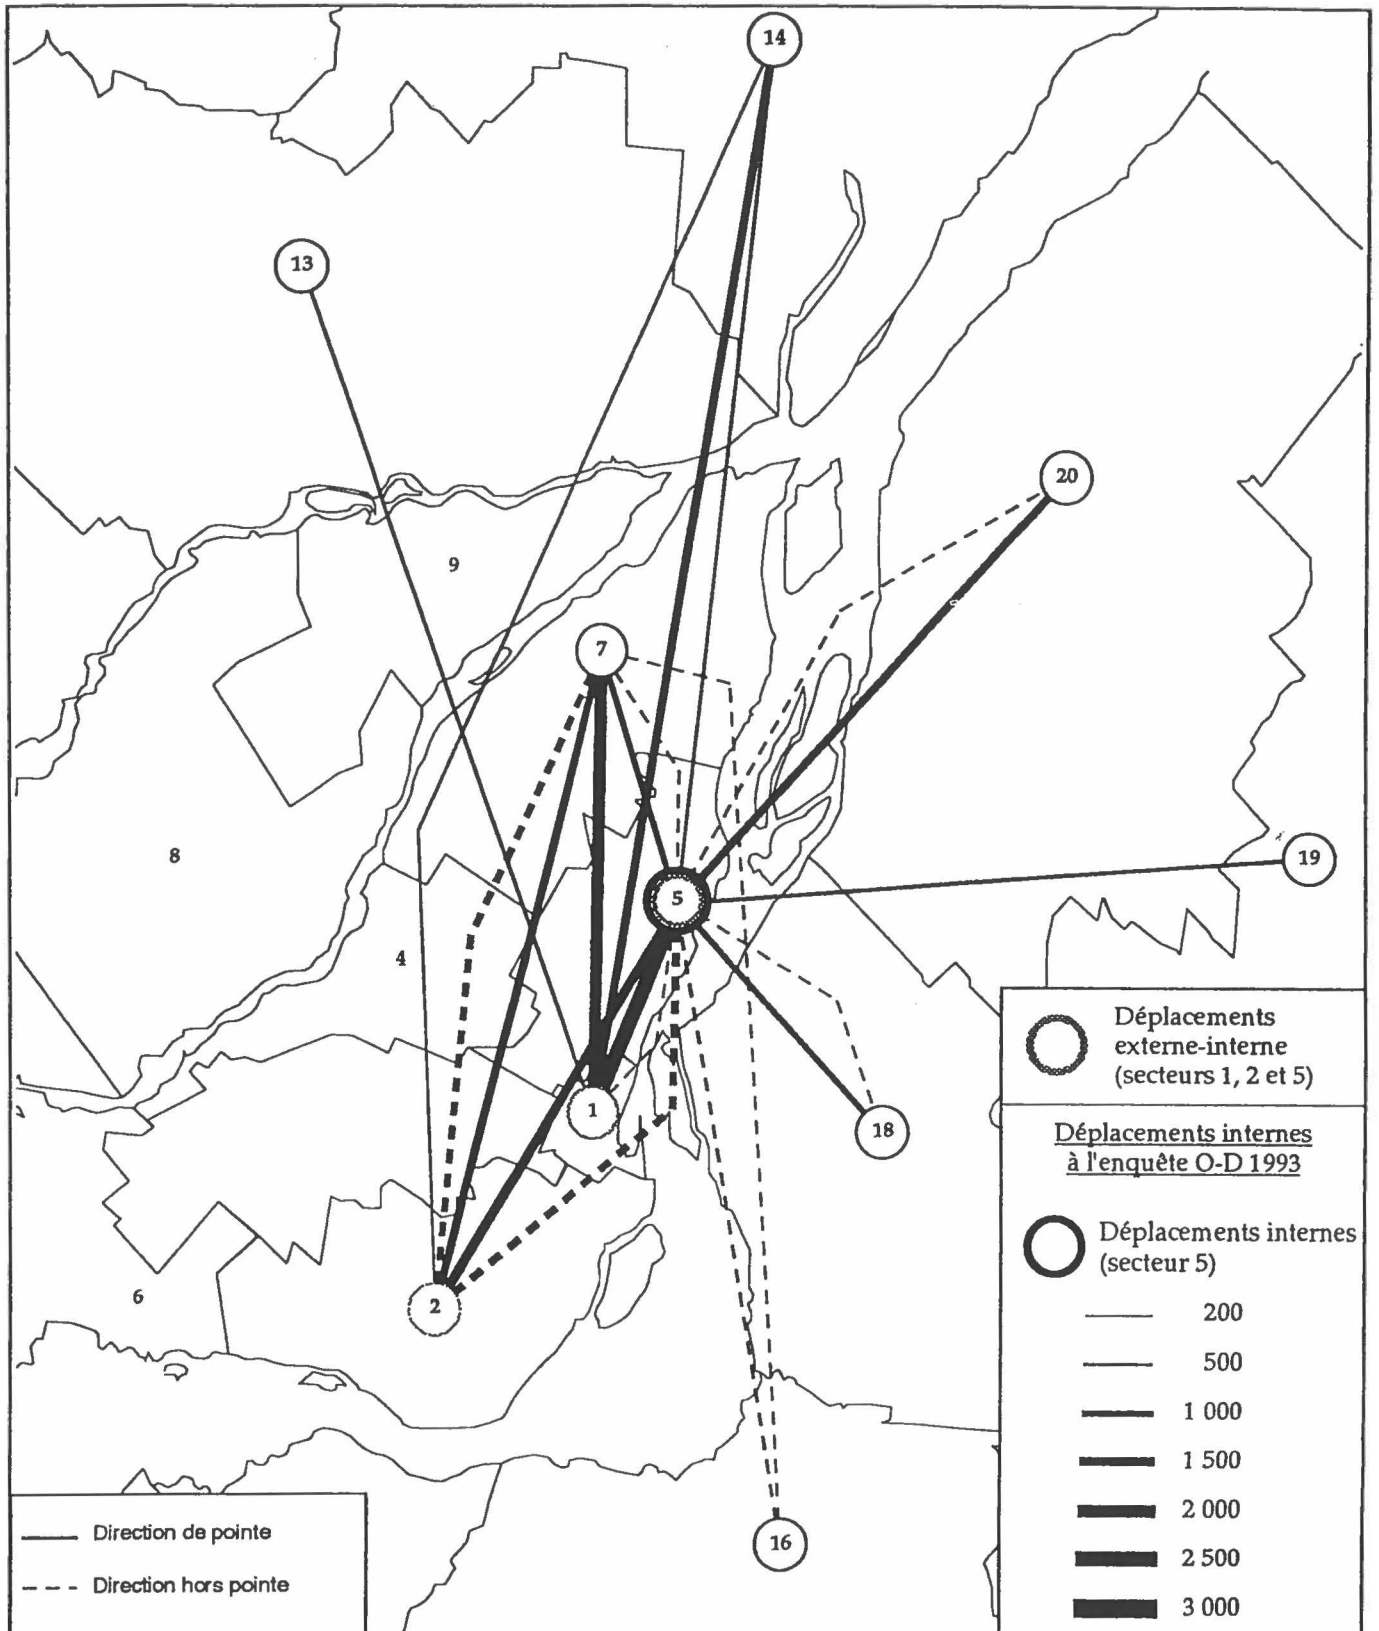 14
13
20
9
7
8
19
5
4
1
18
2
6
16
Déplacements
externe-interne
(secteurs 1, 2 et 5)
Déplacements internes
à l'enquête O-D 1993
Déplacements internes
(secteur 5)
200
500
1 000
1 500
2 000
2 500
3 000
Direction de pointe
Direction hors pointe